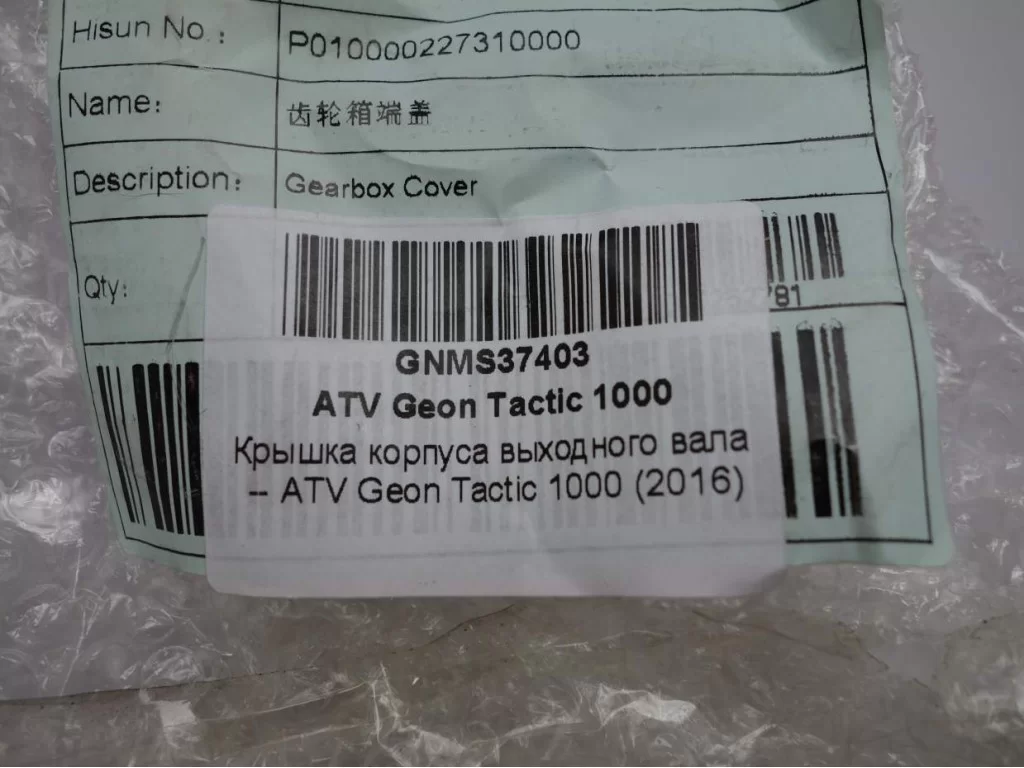 Hisun No.: P010000227310000
Name: 齿轮箱端盖
Description: Gearbox Cover
Qty:
781
GNMS37403
ATV Geon Tactic 1000
Крышка корпуса выходного вала
– ATV Geon Tactic 1000 (2016)